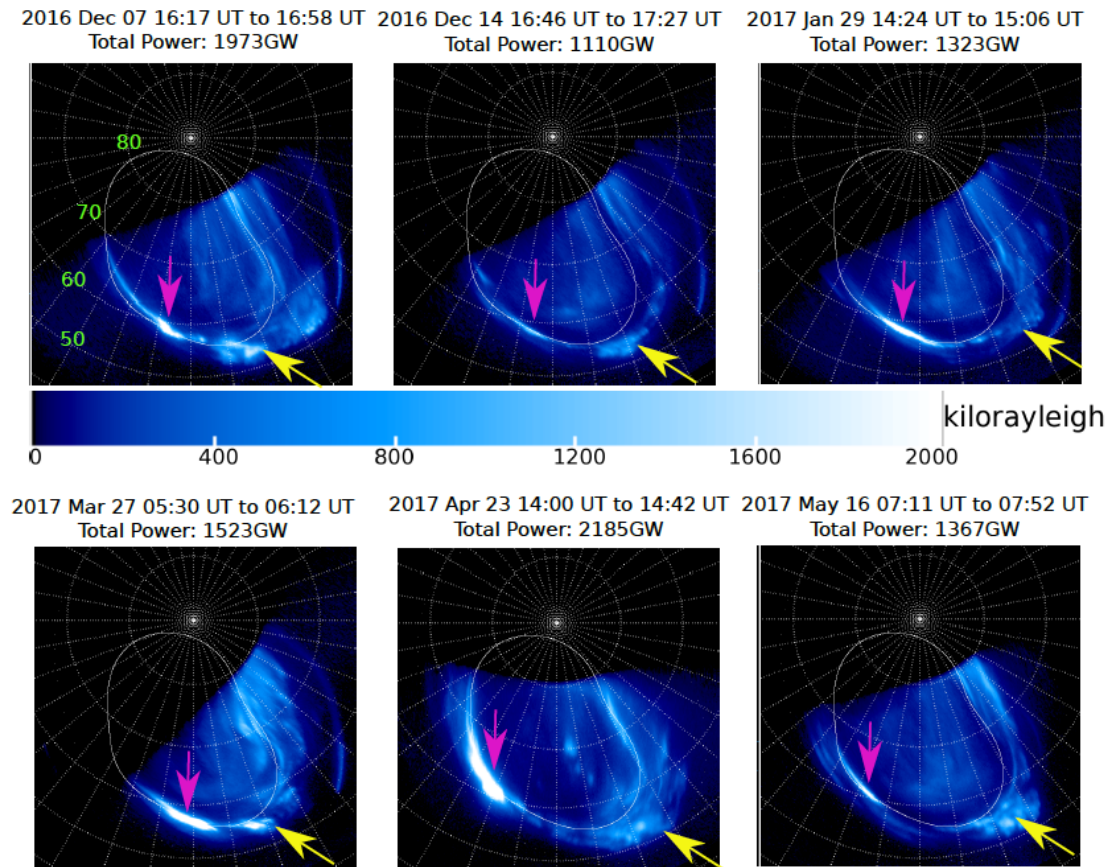 2016 Dec 07 16:17 UT to 16:58 UT
Total Power: 1973GW
2016 Dec 14 16:46 UT to 17:27 UT
Total Power: 1110GW
2017 Jan 29 14:24 UT to 15:06 UT
Total Power: 1323GW
80
70
60
50
kilorayleigh
0 400 800 1200 1600 2000
2017 Mar 27 05:30 UT to 06:12 UT
Total Power: 1523GW
2017 Apr 23 14:00 UT to 14:42 UT
Total Power: 2185GW
2017 May 16 07:11 UT to 07:52 UT
Total Power: 1367GW